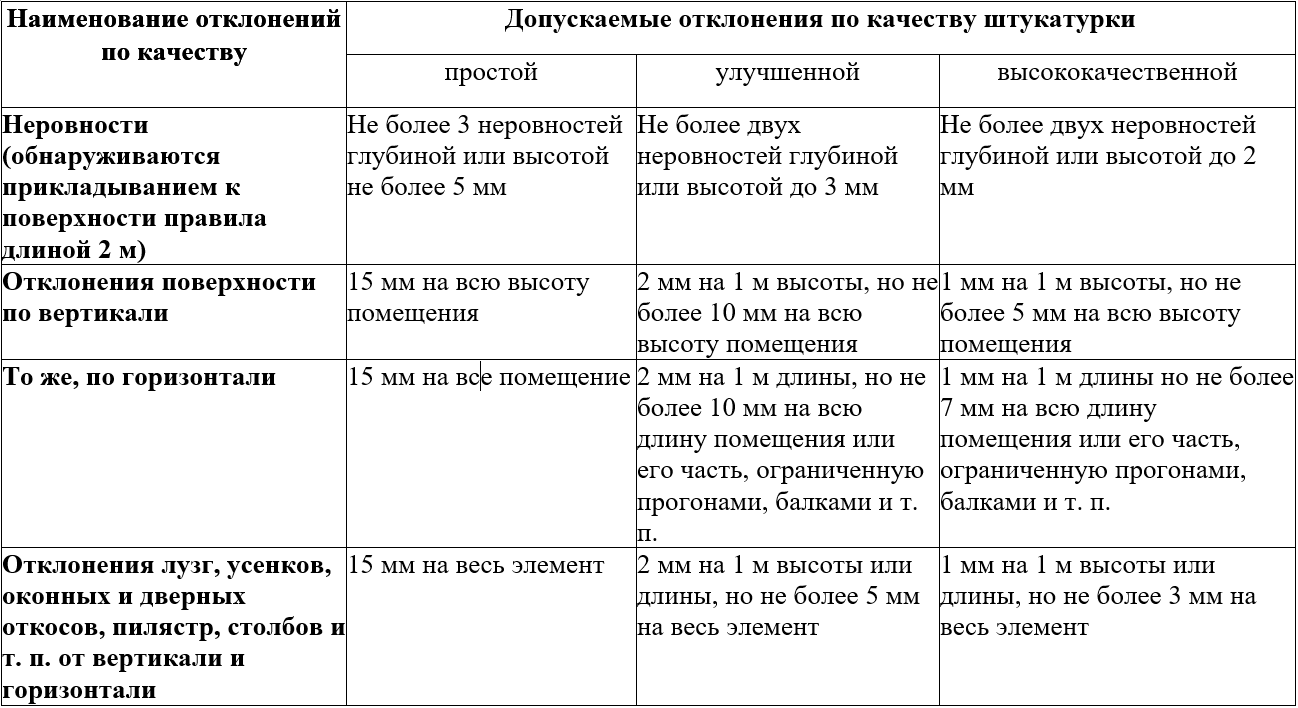 Наименование отклонений
по качеству
Допускаемые отклонения по качеству штукатурки
простой
улучшенной
высококачественной
Неровности
(обнаруживаются
прикладыванием к
поверхности правила
длиной 2 м)
Не более 3 неровностей
глубиной или высотой
не более 5 мм
Не более двух
неровностей глубиной
или высотой до 3 мм
Не более двух неровностей
глубиной или высотой до 2
мм
Отклонения поверхности
по вертикали
15 мм на всю высоту
помещения
2 мм на 1 м высоты, но не
более 10 мм на всю
высоту помещения
1 мм на 1 м высоты, но не
более 5 мм на всю высоту
помещения
То же, по горизонтали
15 мм на все помещение
2 мм на 1 м длины, но не
более 10 мм на всю
длину помещения или
его часть, ограниченную
прогонами, балками и т.
п.
1 мм на 1 м длины но не более
7 мм на всю длину
помещения или его часть,
ограниченную прогонами,
балками и т. п.
Отклонения лузг, усенков,
оконных и дверных
откосов, пилястр, столбов и
т. п. от вертикали и
горизонтали
15 мм на весь элемент
2 мм на 1 м высоты или
длины, но не более 5 мм
на весь элемент
1 мм на 1 м высоты или
длины, но не более 3 мм на
весь элемент